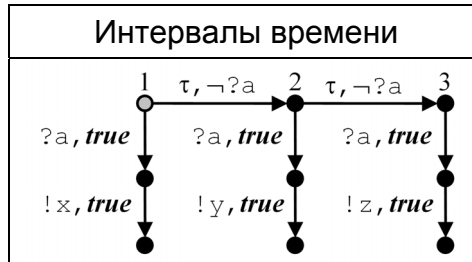 Интервалы времени
1 τ,¬?a 2 τ,¬?a 3
?a,true ?a,true ?a,true
!x,true !y,true !z,true